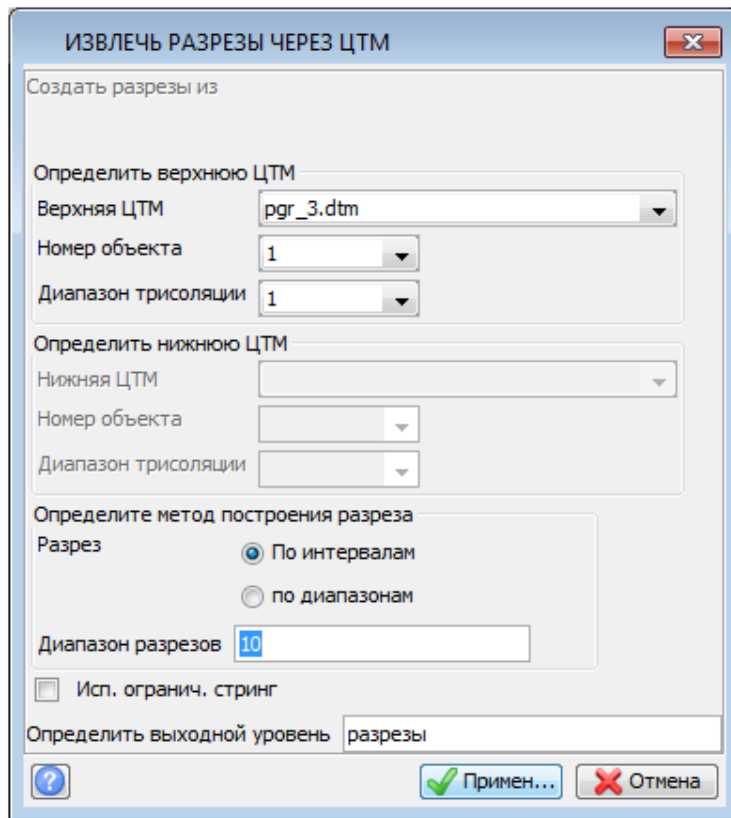 ИЗВЛЕЧЬ РАЗРЕЗЫ ЧЕРЕЗ ЦТМ
Создать разрезы из
Определить верхнюю ЦТМ
Верхняя ЦТМ pgr_3.dtm
Номер объекта 1
Диапазон трисоляции 1
Определить нижнюю ЦТМ
Нижняя ЦТМ
Номер объекта
Диапазон трисоляции
Определите метод построения разреза
Разрез По интервалам
по диапазонам
Диапазон разрезов 10
Исп. огранич. стринг
Определить выходной уровень разрезы
? Примен... Отмена